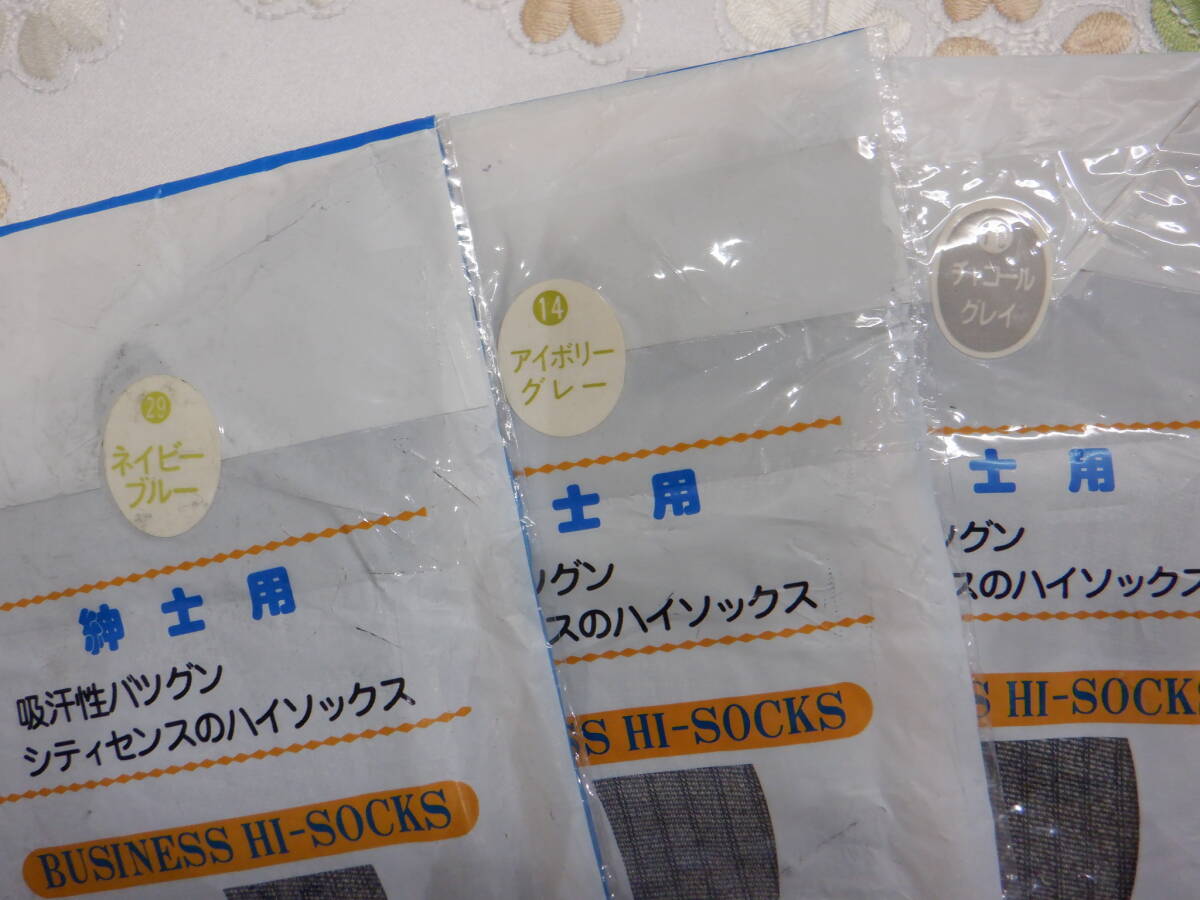 29
ネイビー
ブルー
紳士用
吸汗性バツグン
シティセンスのハイソックス
BUSINESS HI-SOCKS
14
アイボリー
グレー
士用
ツグン
スのハイソックス
SS HI-SOCKS
チャコール
グレイ
士用
グン
スのハイソックス
S HI-SOCKS